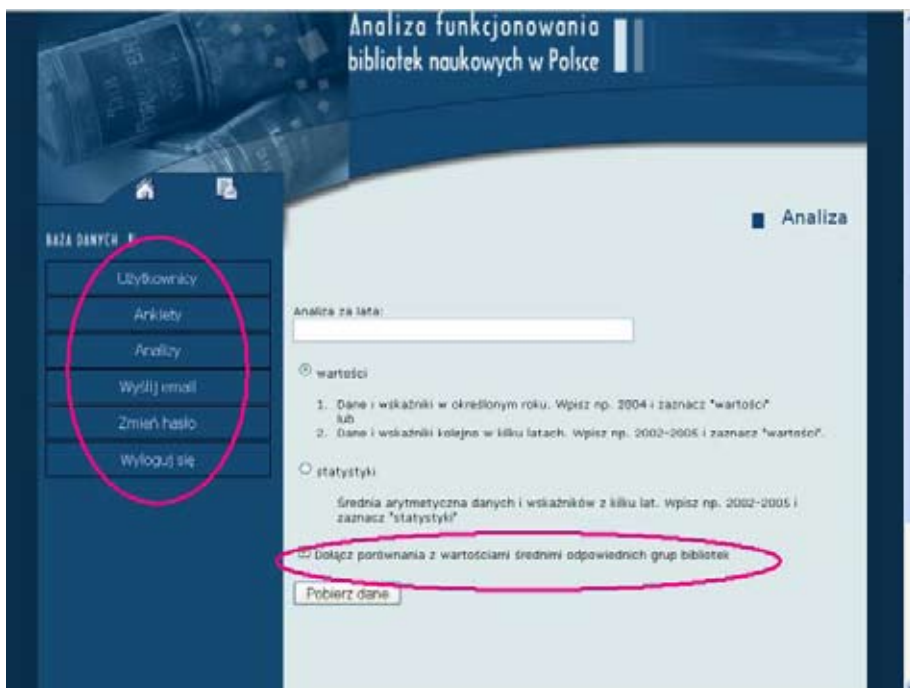 Analiza funkcjonowania
bibliotek naukowych w Polsce
Analiza
BAZA DANYCH
Użytkownicy
Ankiety
Analizy
Wyślij email
Zmień hasło
Wyloguj się
Analiza za lata:
wartości
1. Dane i wskaźniki w określonym roku. Wpisz np. 2004 i zaznacz "wartości"
lub
2. Dane i wskaźniki kolejno w kilku latach. Wpisz np. 2002-2005 i zaznacz "wartości".
statystyki
Średnia arytmetyczna danych i wskaźników z kilku lat. Wpisz np. 2002-2005 i
zaznacz "statystyki"
Dołącz porównania z wartościami średnimi odpowiednich grup bibliotek
Pobierz dane